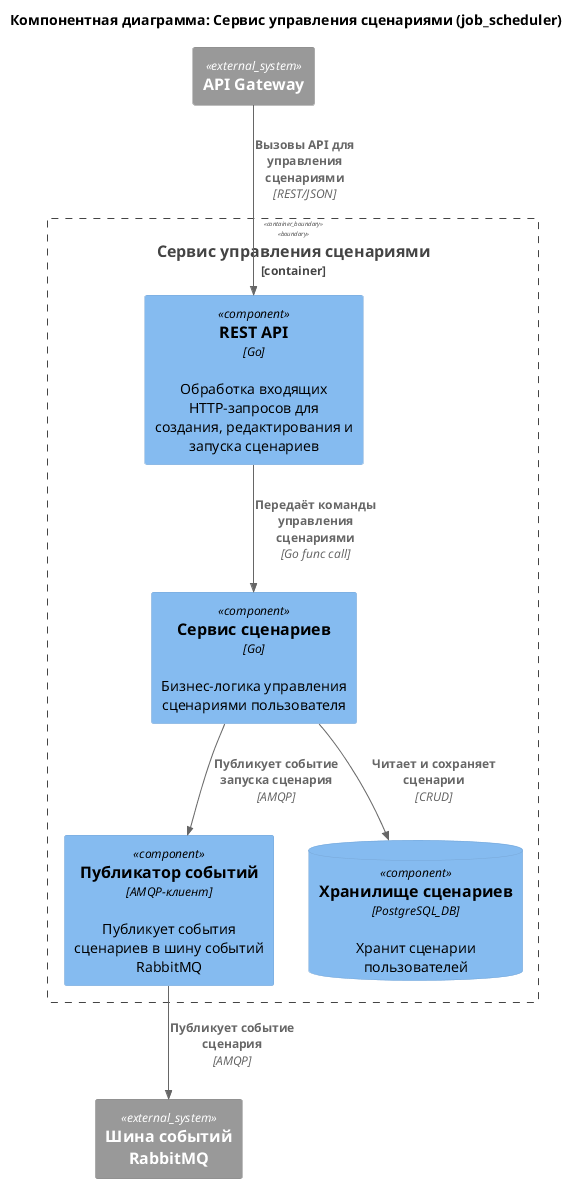 Компонентная диаграмма: Сервис управления сценариями (job_scheduler)
«external_system»
API Gateway
Вызовы API для
управления
сценариями
[REST/JSON]
«container_boundary»
«boundary»
Сервис управления сценариями
[container]
«component»
REST API
[Go]
Обработка входящих
HTTP-запросов для
создания, редактирования и
запуска сценариев
Передаёт команды
управления
сценариями
[Go func call]
«component»
Сервис сценариев
[Go]
Бизнес-логика управления
сценариями пользователя
Публикует событие
запуска сценария
[AMQP]
Читает и сохраняет
сценарии
[CRUD]
«component»
Публикатор событий
[AMQP-клиент]
Публикует события
сценариев в шину событий
RabbitMQ
«component»
Хранилище сценариев
[PostgreSQL_DB]
Хранит сценарии
пользователей
Публикует событие
сценария
[AMQP]
«external_system»
Шина событий
RabbitMQ